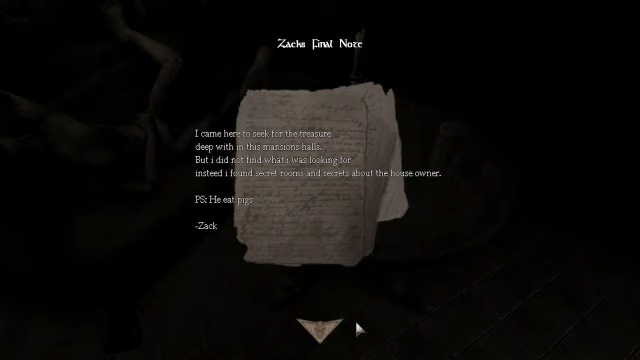 Zacks Final Note
I came here to seek for the treasure
deep with in this mansions halls.
But i did not find what i was looking for
insteed i found secret rooms and secrets about the house owner.
PS: He eat pigs
-Zack